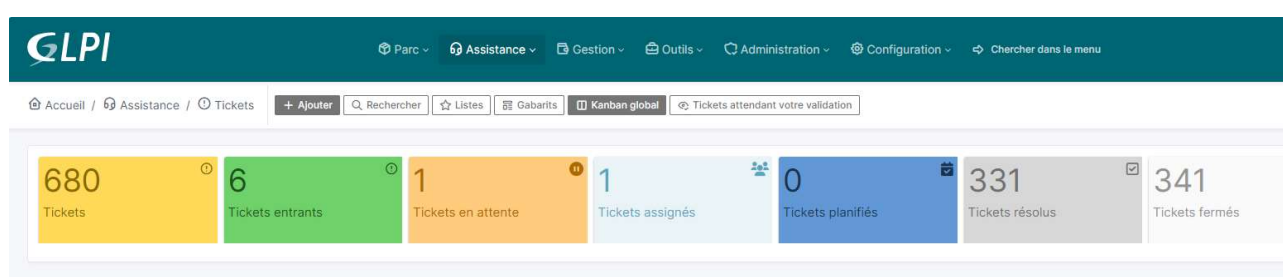 GLPI
Parc Assistance Gestion Outils Administration Configuration Chercher dans le menu
Accueil / Assistance / Tickets + Ajouter Rechercher Listes Gabarits Kanban global Tickets attendant votre validation
680 6 1 1 0 331 341
Tickets Tickets entrants Tickets en attente Tickets assignés Tickets planifiés Tickets résolus Tickets fermés